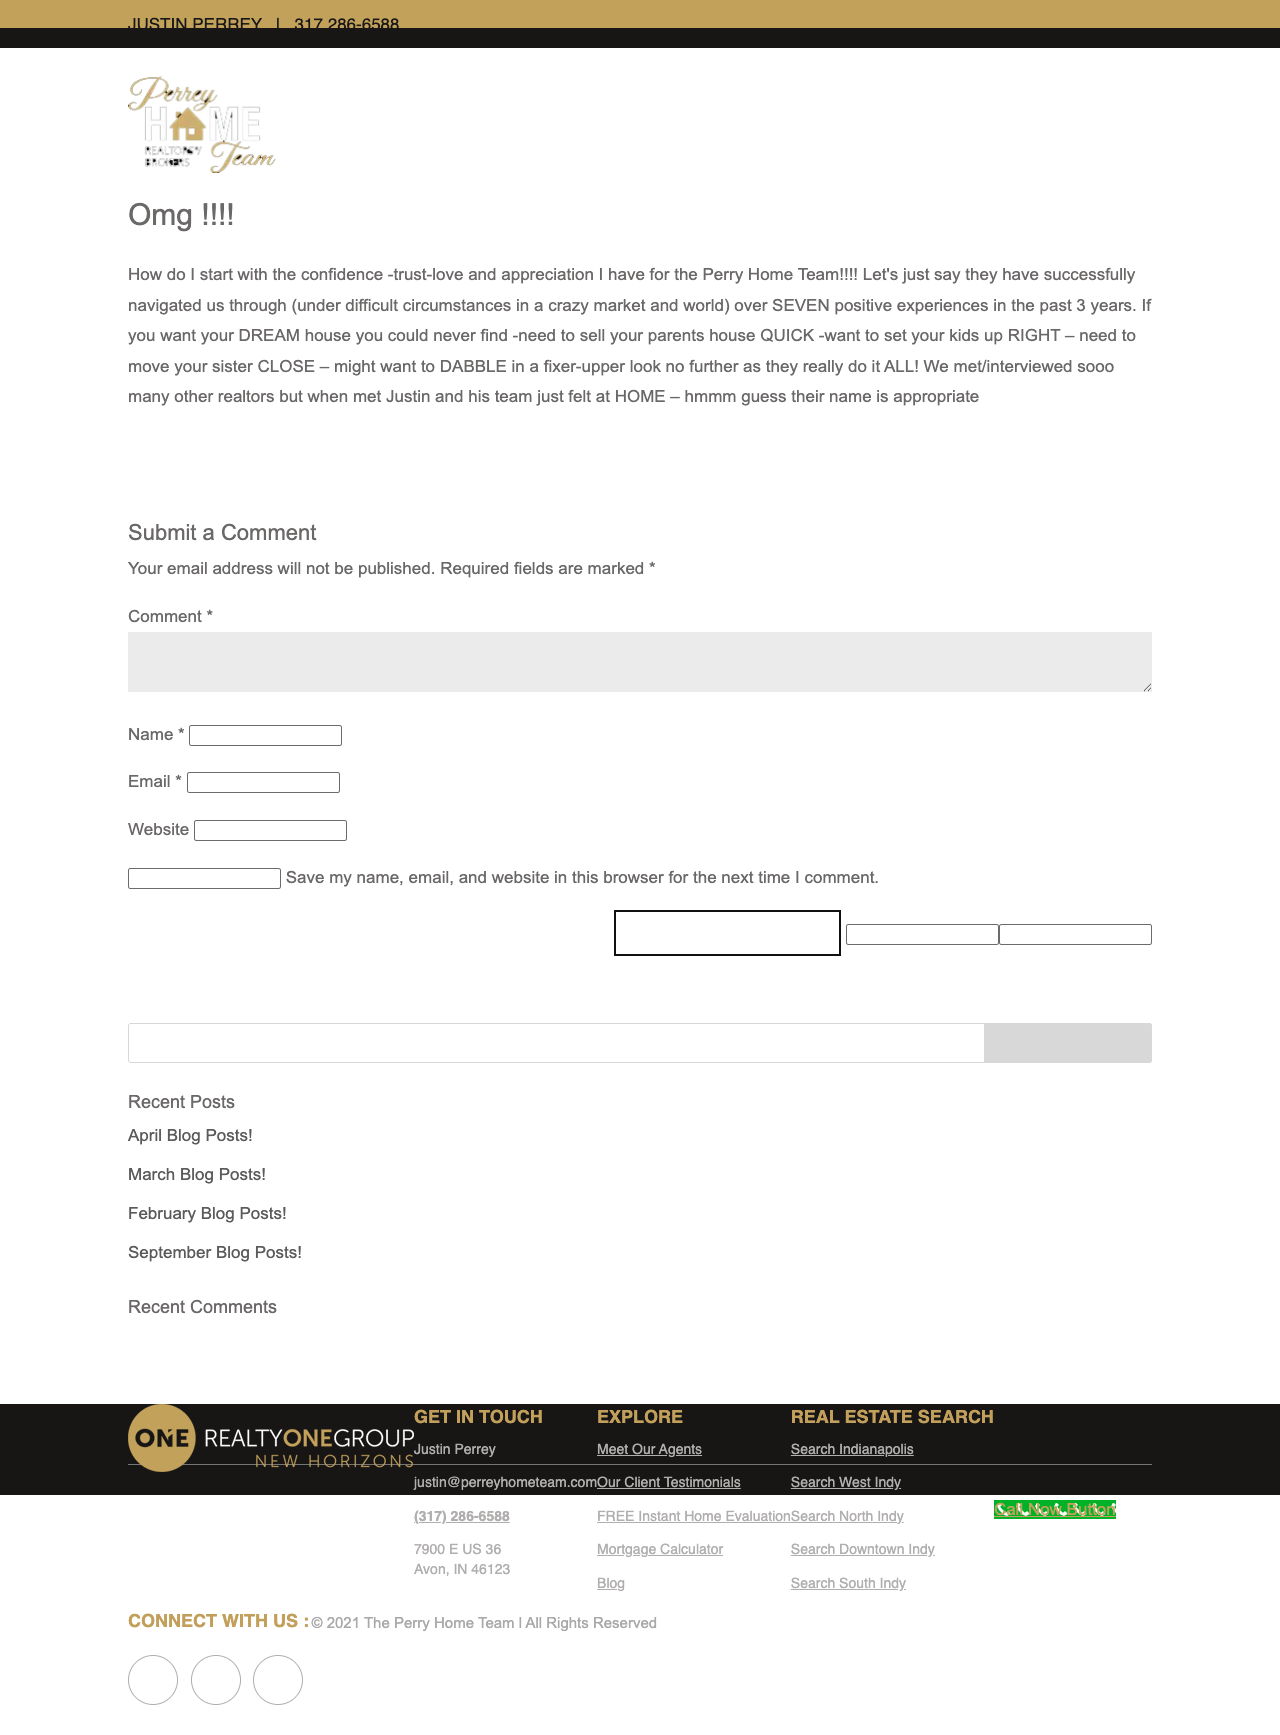 JUSTIN PERREY | 317 286-6588
Perrey
HOME
Team
Omg !!!!
How do I start with the confidence -trust-love and appreciation I have for the Perry Home Team!!!! Let's just say they have successfully
navigated us through (under difficult circumstances in a crazy market and world) over SEVEN positive experiences in the past 3 years. If
you want your DREAM house you could never find -need to sell your parents house QUICK -want to set your kids up RIGHT – need to
move your sister CLOSE – might want to DABBLE in a fixer-upper look no further as they really do it ALL! We met/interviewed sooo
many other realtors but when met Justin and his team just felt at HOME – hmmm guess their name is appropriate
Submit a Comment
Your email address will not be published. Required fields are marked *
Comment *
Name *
Email *
Website
Save my name, email, and website in this browser for the next time I comment.
Recent Posts
April Blog Posts!
March Blog Posts!
February Blog Posts!
September Blog Posts!
Recent Comments
ONE REALTYONEGROUP
NEW HORIZONS
GET IN TOUCH
Justin Perrey
justin@perreyhometeam.com
(317) 286-6588
7900 E US 36
Avon, IN 46123
EXPLORE
Meet Our Agents
Our Client Testimonials
FREE Instant Home Evaluation
Mortgage Calculator
Blog
REAL ESTATE SEARCH
Search Indianapolis
Search West Indy
Search North Indy
Search Downtown Indy
Search South Indy
Call Now Button
CONNECT WITH US :
© 2021 The Perry Home Team l All Rights Reserved